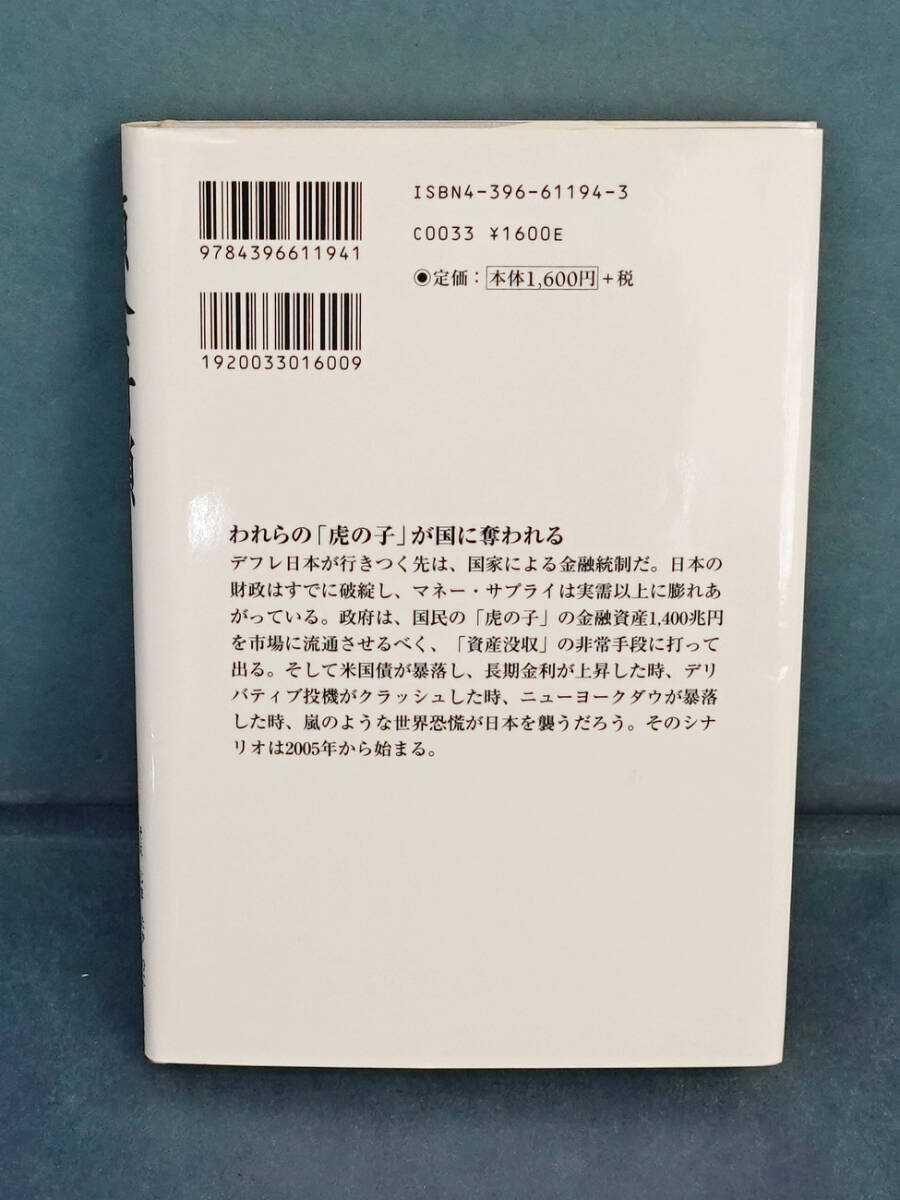 ISBN4-396-61194-3
C0033 ¥1600E
●定価：本体1,600円＋税
9784396611941
1920033016009
われらの「虎の子」が国に奪われる
デフレ日本が行きつく先は、国家による金融統制だ。日本の
財政はすでに破綻し、マネー・サプライは実需以上に膨れあ
がっている。政府は、国民の「虎の子」の金融資産1,400兆円
を市場に流通させるべく、「資産没収」の非常手段に打って
出る。そして米国債が暴落し、長期金利が上昇した時、デリ
バティブ投機がクラッシュした時、ニューヨークダウが暴落
した時、嵐のような世界恐慌が日本を襲うだろう。そのシナ
リオは2005年から始まる。